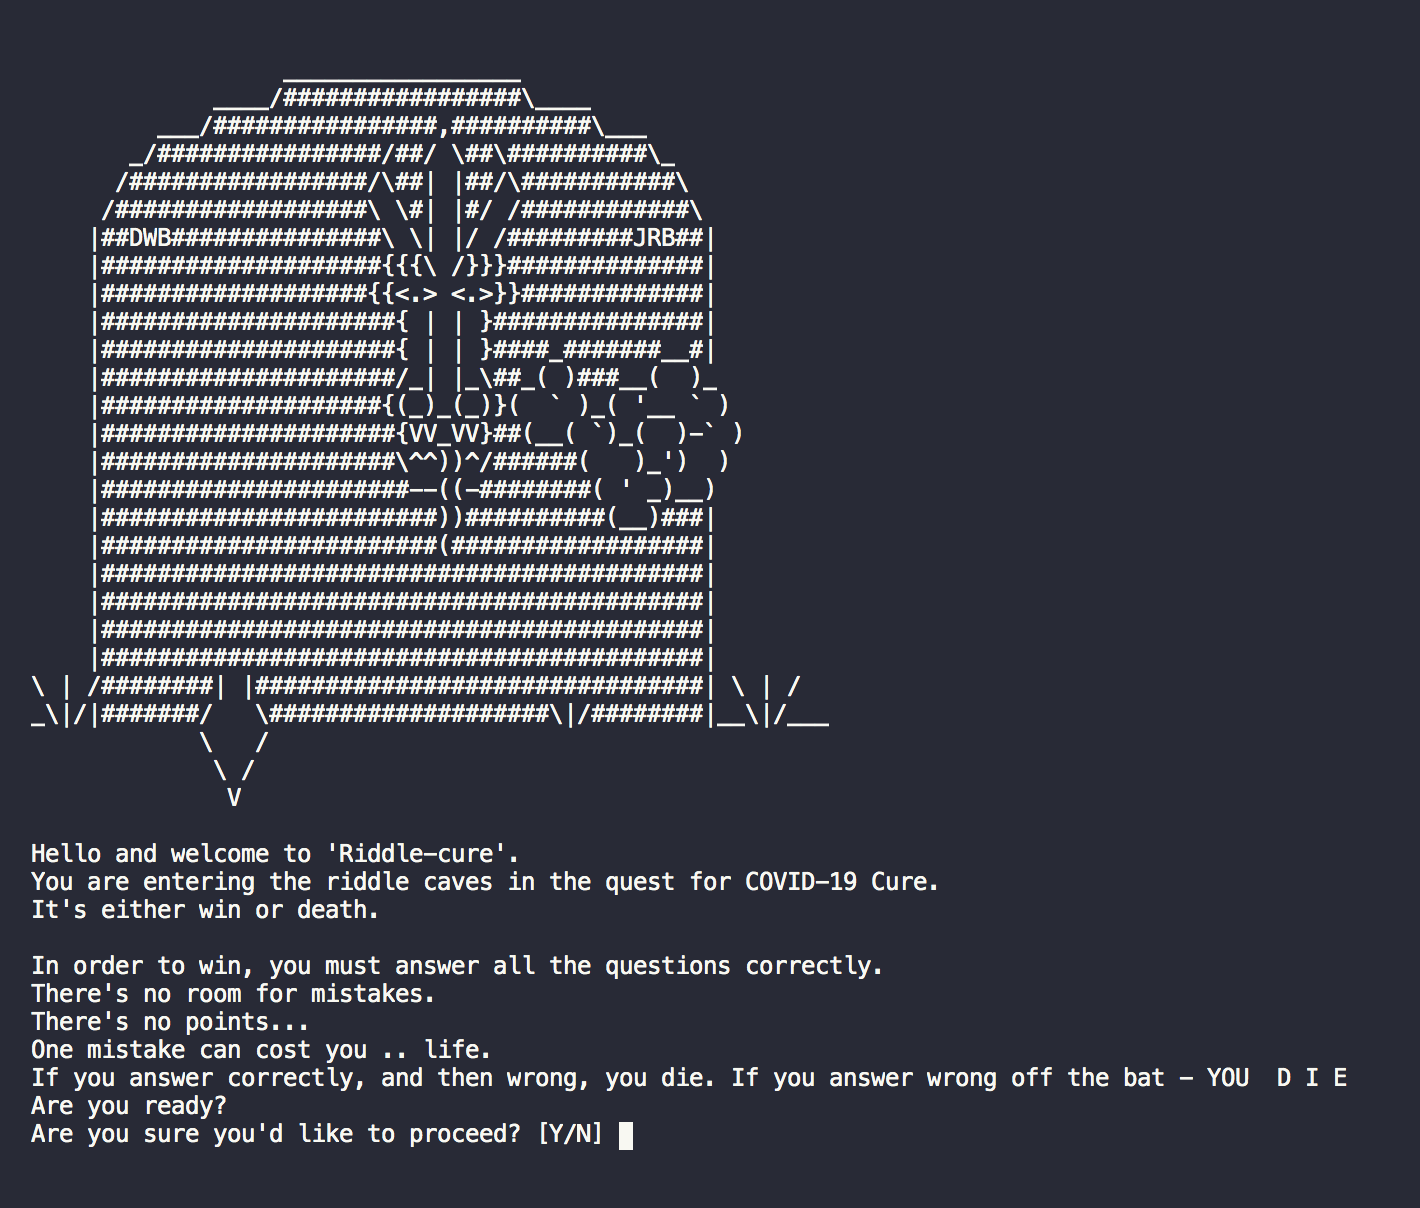 DWB JRB
Hello and welcome to 'Riddle-cure'.
You are entering the riddle caves in the quest for COVID-19 Cure.
It's either win or death.
In order to win, you must answer all the questions correctly.
There's no room for mistakes.
There's no points...
One mistake can cost you .. life.
If you answer correctly, and then wrong, you die. If you answer wrong off the bat - YOU  D I E
Are you ready?
Are you sure you'd like to proceed? [Y/N]